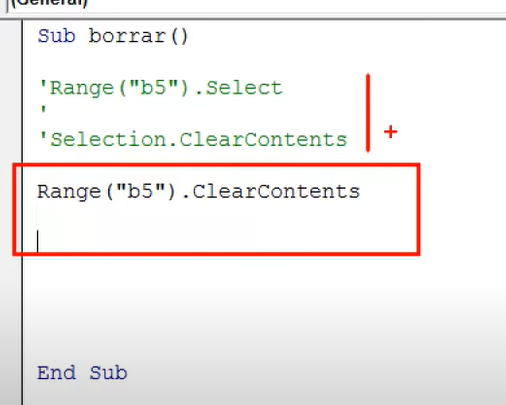 (General)
Sub borrar()
'Range("b5").Select
'
'Selection.ClearContents
+
Range("b5").ClearContents
End Sub